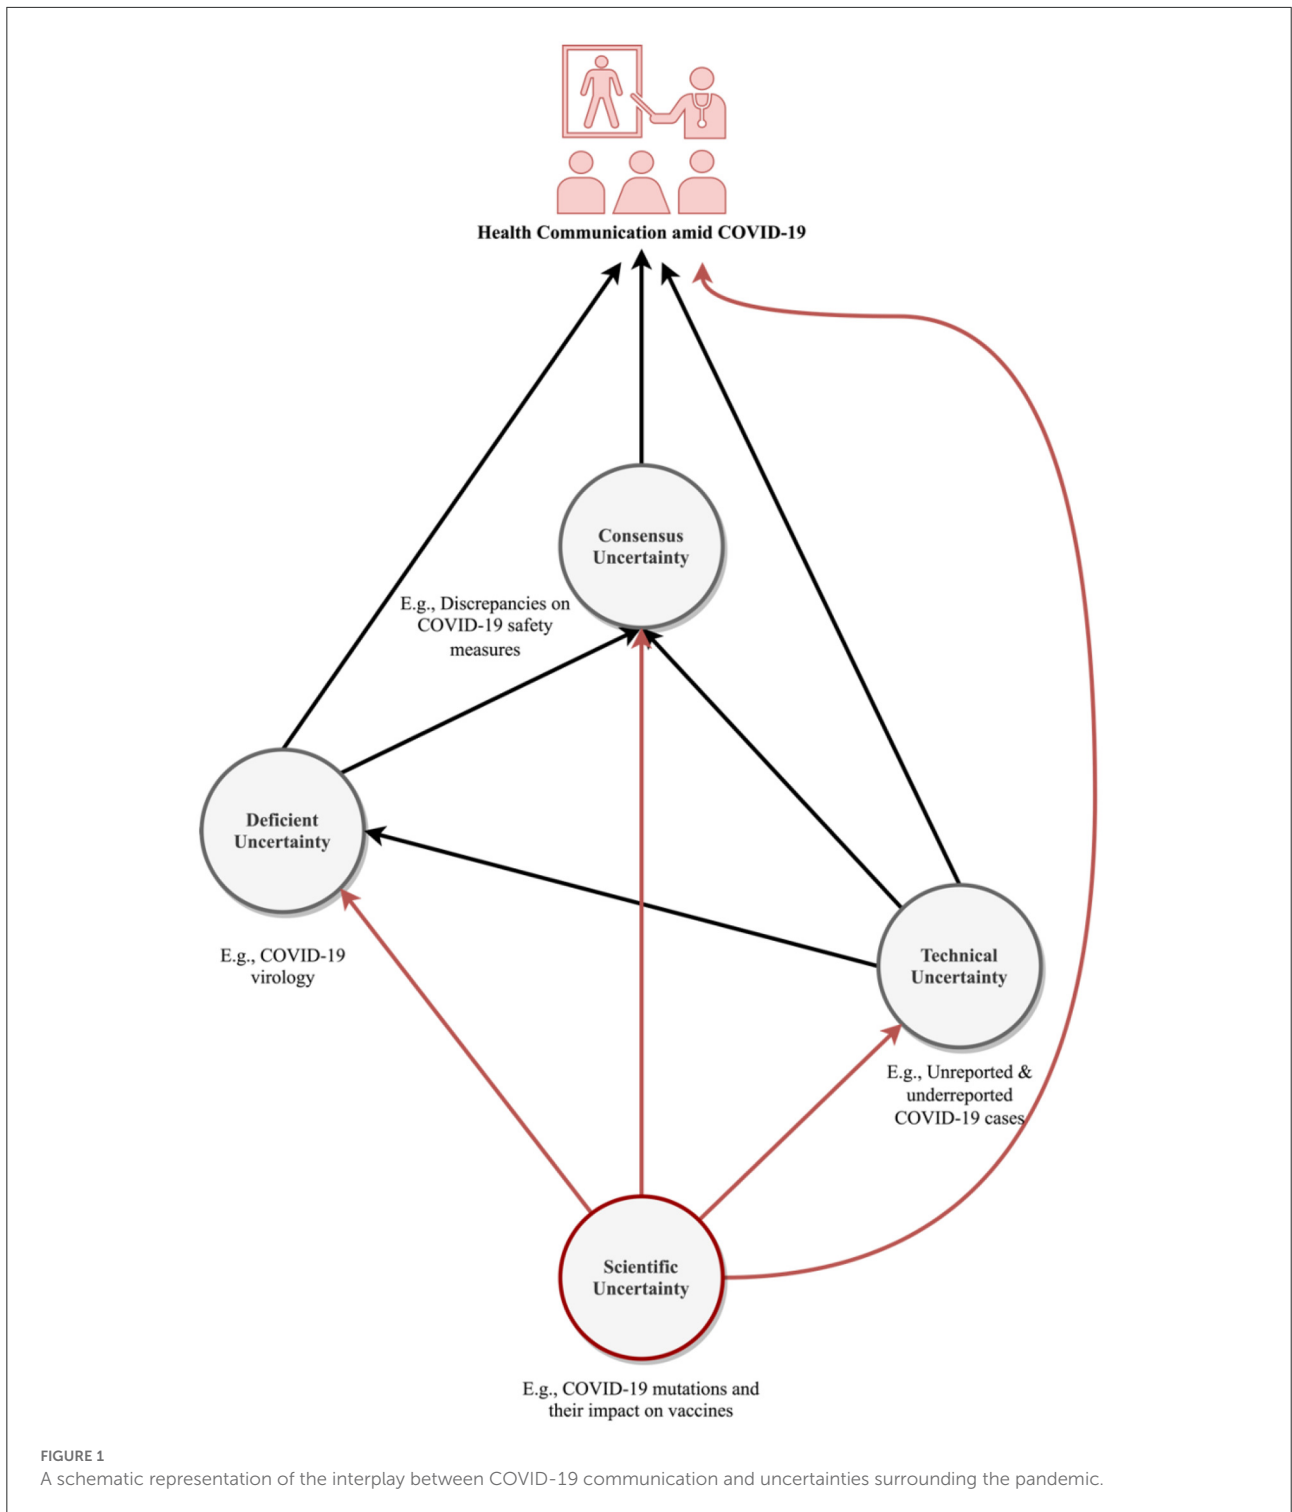 Health Communication amid COVID-19
Consensus
Uncertainty
E.g., Discrepancies on
COVID-19 safety
measures
Deficient
Uncertainty
E.g., COVID-19
virology
Technical
Uncertainty
E.g., Unreported &
underreported
COVID-19 cases
Scientific
Uncertainty
E.g., COVID-19 mutations and
their impact on vaccines
FIGURE 1
A schematic representation of the interplay between COVID-19 communication and uncertainties surrounding the pandemic.